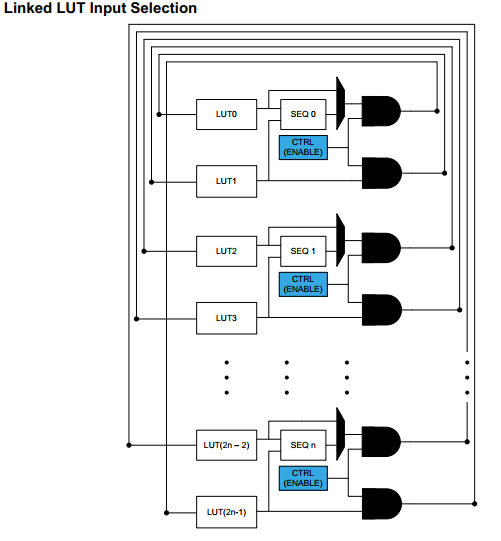 Linked LUT Input Selection
LUT0
SEQ 0
CTRL
(ENABLE)
LUT1
LUT2
SEQ 1
CTRL
(ENABLE)
LUT3
LUT(2n – 2)
SEQ n
CTRL
(ENABLE)
LUT(2n-1)